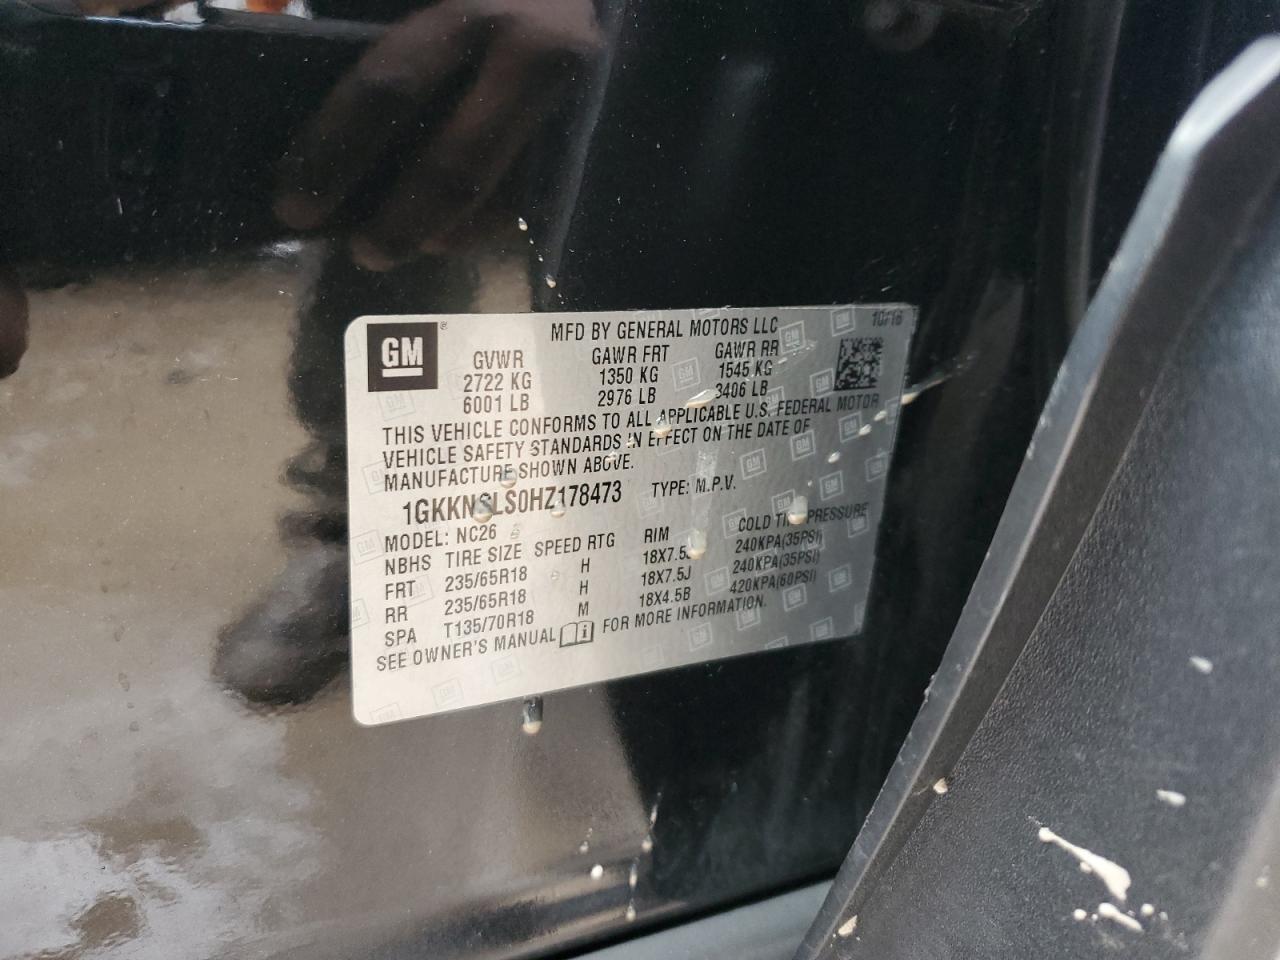 GM
MFD BY GENERAL MOTORS LLC
10/16
GVWR GAWR FRT GAWR RR
2722 KG 1350 KG 1545 KG
6001 LB 2976 LB 3406 LB
THIS VEHICLE CONFORMS TO ALL APPLICABLE U.S. FEDERAL MOTOR
VEHICLE SAFETY STANDARDS IN EFFECT ON THE DATE OF
MANUFACTURE SHOWN ABOVE.
1GKKNSLS0HZ178473 TYPE: M.P.V.
MODEL: NC26
NBHS TIRE SIZE SPEED RTG RIM COLD TIRE PRESSURE
FRT 235/65R18 H 18X7.5J 240KPA(35PSI)
RR 235/65R18 H 18X7.5J 240KPA(35PSI)
SPA T135/70R18 M 18X4.5B 420KPA(60PSI)
SEE OWNER'S MANUAL FOR MORE INFORMATION.